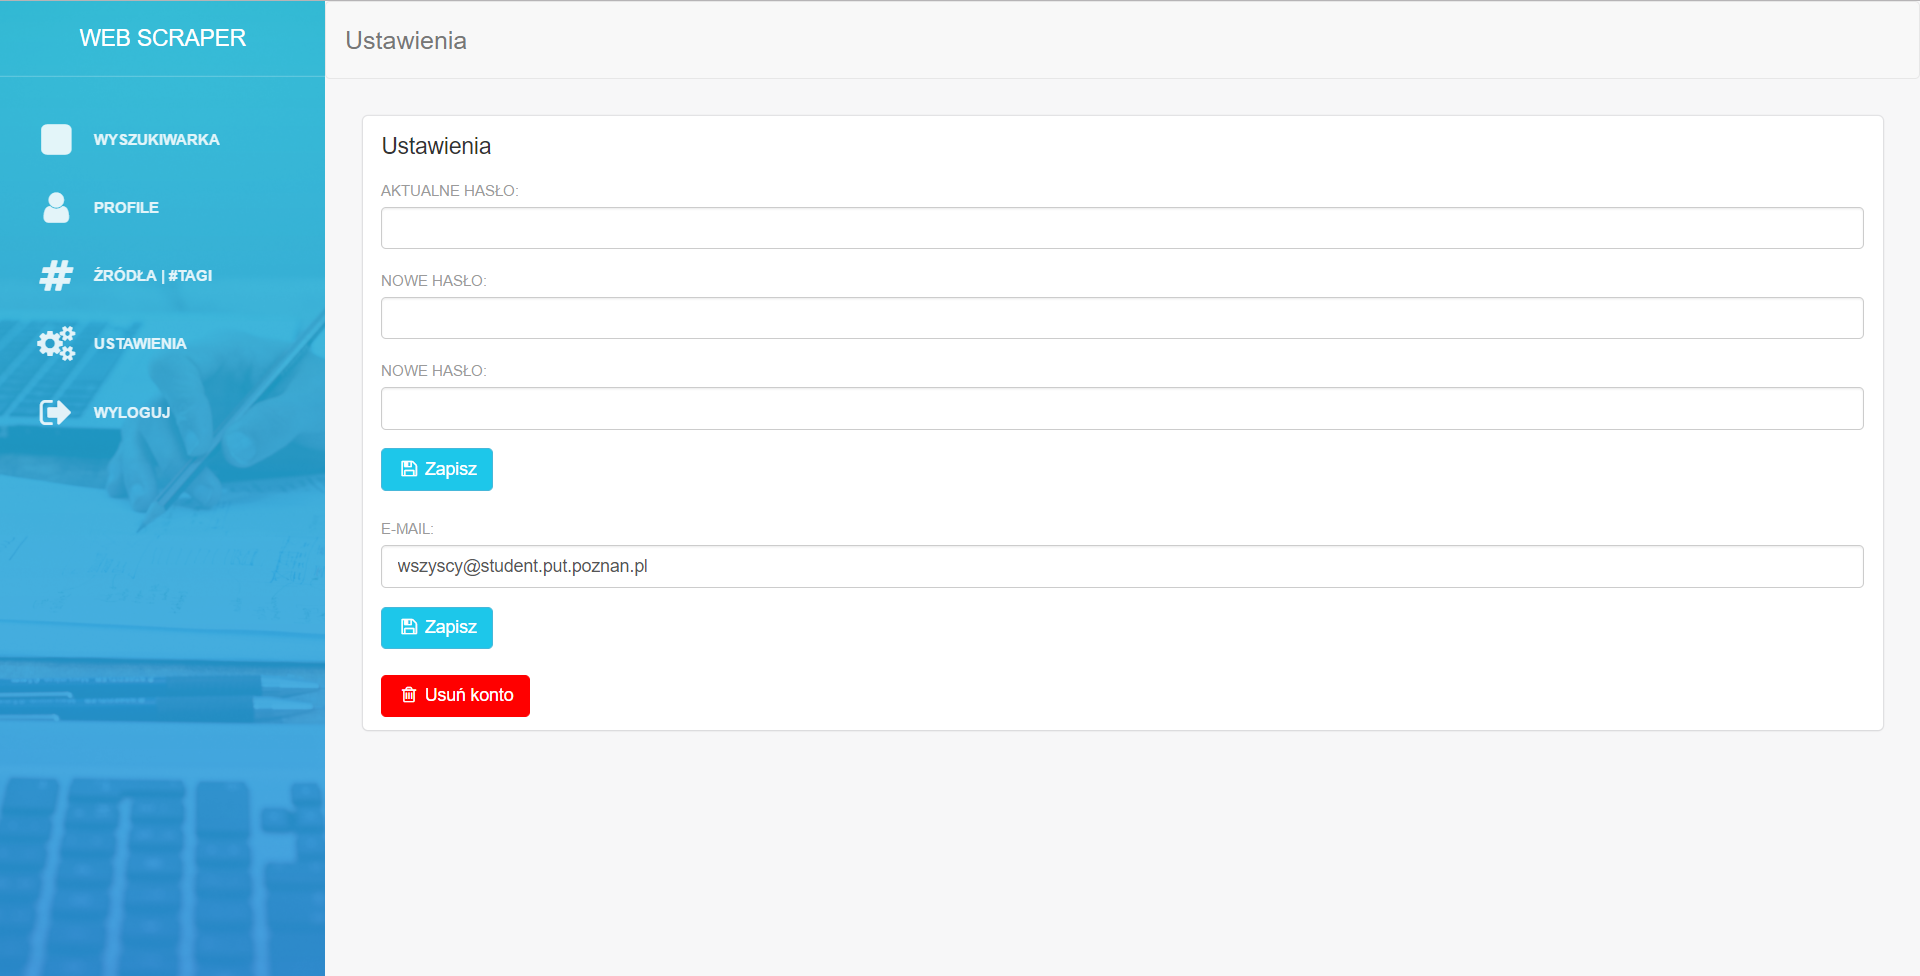 WEB SCRAPER
WYSZUKIWARKA
PROFILE
ŹRÓDŁA | #TAGI
USTAWIENIA
WYLOGUJ
Ustawienia
Ustawienia
AKTUALNE HASŁO:
NOWE HASŁO:
NOWE HASŁO:
Zapisz
E-MAIL:
wszyscy@student.put.poznan.pl
Zapisz
Usuń konto